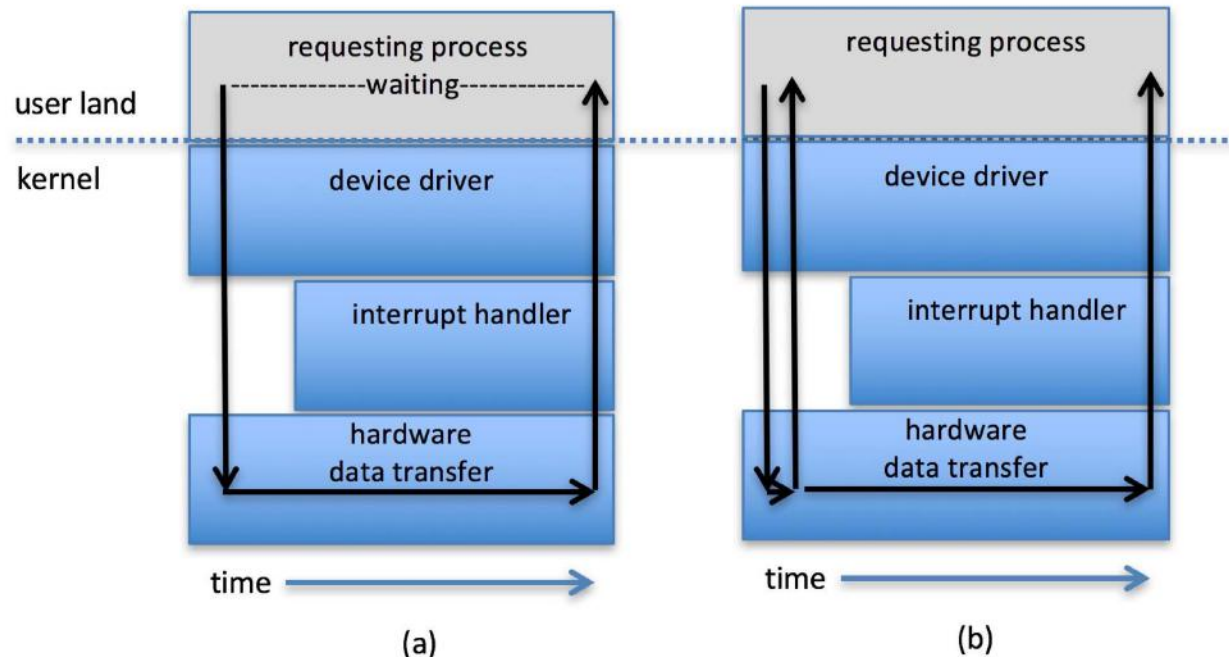 requesting process
waiting
user land
kernel
device driver
interrupt handler
hardware
data transfer
time
(a)
requesting process
device driver
interrupt handler
hardware
data transfer
time
(b)